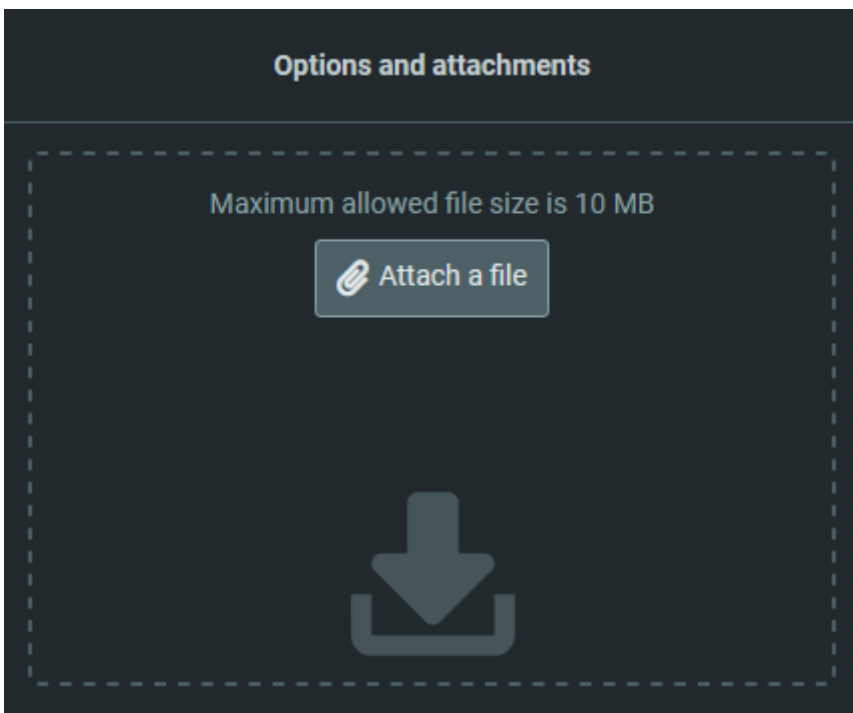 Options and attachments
Maximum allowed file size is 10 MB
Attach a file